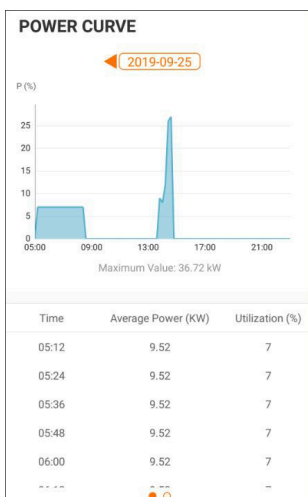 POWER CURVE
2019-09-25
P (%)
25
20
15
10
5
0
05:00 09:00 13:00 17:00 21:00
Maximum Value: 36.72 kW
Time Average Power (KW) Utilization (%)
05:12 9.52 7
05:24 9.52 7
05:36 9.52 7
05:48 9.52 7
06:00 9.52 7